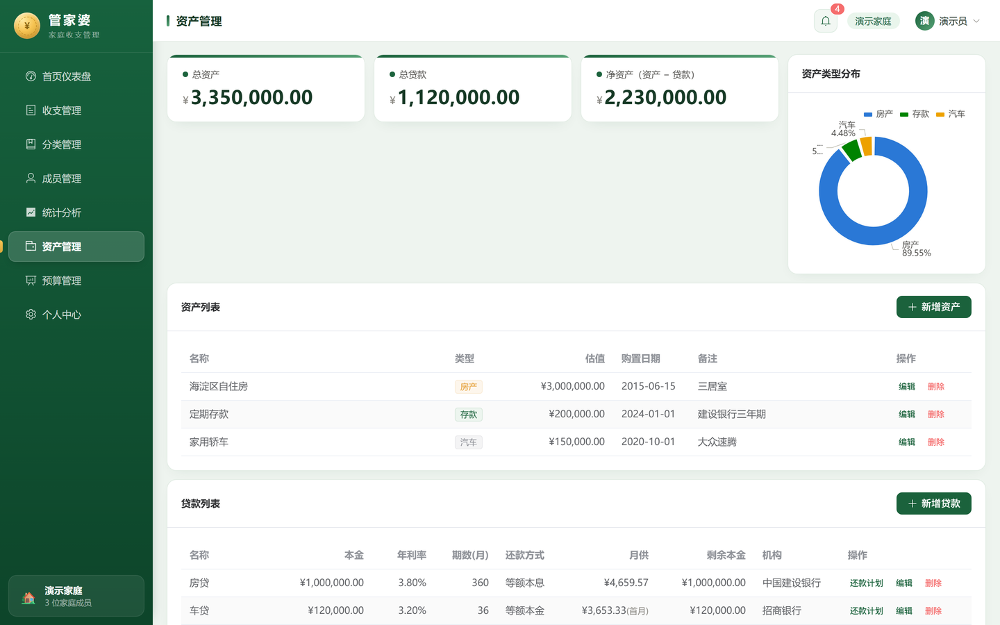 管家婆
家庭收支管理
首页仪表盘
收支管理
分类管理
成员管理
统计分析
资产管理
预算管理
个人中心
演示家庭
3 位家庭成员
资产管理
4
演示家庭
演
演示员
总资产
¥3,350,000.00
总贷款
¥1,120,000.00
净资产（资产 − 贷款）
¥2,230,000.00
资产类型分布
房产 存款 汽车
汽车
4.48%
...
5...
房产
89.55%
资产列表
+ 新增资产
名称 类型 估值 购置日期 备注 操作
海淀区自住房 房产 ¥3,000,000.00 2015-06-15 三居室 编辑 删除
定期存款 存款 ¥200,000.00 2024-01-01 建设银行三年期 编辑 删除
家用轿车 汽车 ¥150,000.00 2020-10-01 大众速腾 编辑 删除
贷款列表
+ 新增贷款
名称 本金 年利率 期数(月) 还款方式 月供 剩余本金 机构 操作
房贷 ¥1,000,000.00 3.80% 360 等额本息 ¥4,659.57 ¥1,000,000.00 中国建设银行 还款计划 编辑 删除
车贷 ¥120,000.00 3.20% 36 等额本金 ¥3,653.33(首月) ¥120,000.00 招商银行 还款计划 编辑 删除